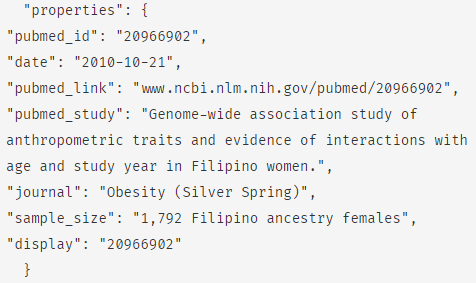 "properties": {
"pubmed_id": "20966902",
"date": "2010-10-21",
"pubmed_link": "www.ncbi.nlm.nih.gov/pubmed/20966902",
"pubmed_study": "Genome-wide association study of
anthropometric traits and evidence of interactions with
age and study year in Filipino women.",
"journal": "Obesity (Silver Spring)",
"sample_size": "1,792 Filipino ancestry females",
"display": "20966902"
}